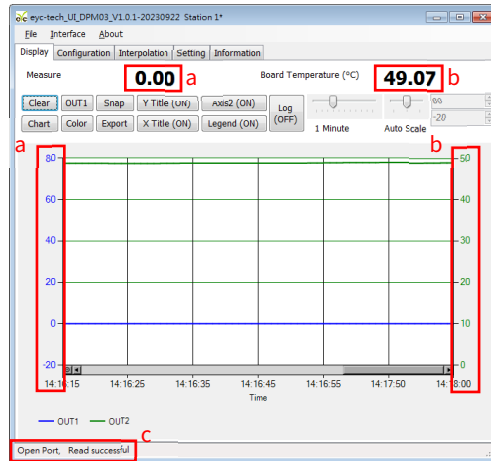 eyc-tech_UI_DPM03_V1.0.1-20230922 Station 1*
File Interface About
Display Configuration Interpolation Setting Information
Measure 0.00 a Board Temperature (°C) 49.07 b
Clear OUT1 Snap Y Title (ON) Axis2 (ON) Log (OFF) 80
Chart Color Export X Title (ON) Legend (ON) 1 Minute Auto Scale -20
a b
80 50
60 40
40 30
20 20
0 10
-20 0
14:16:15 14:16:25 14:16:35 14:16:45 14:16:55 14:17:50 14:18:00
Time
OUT1 OUT2
c
Open Port, Read successful